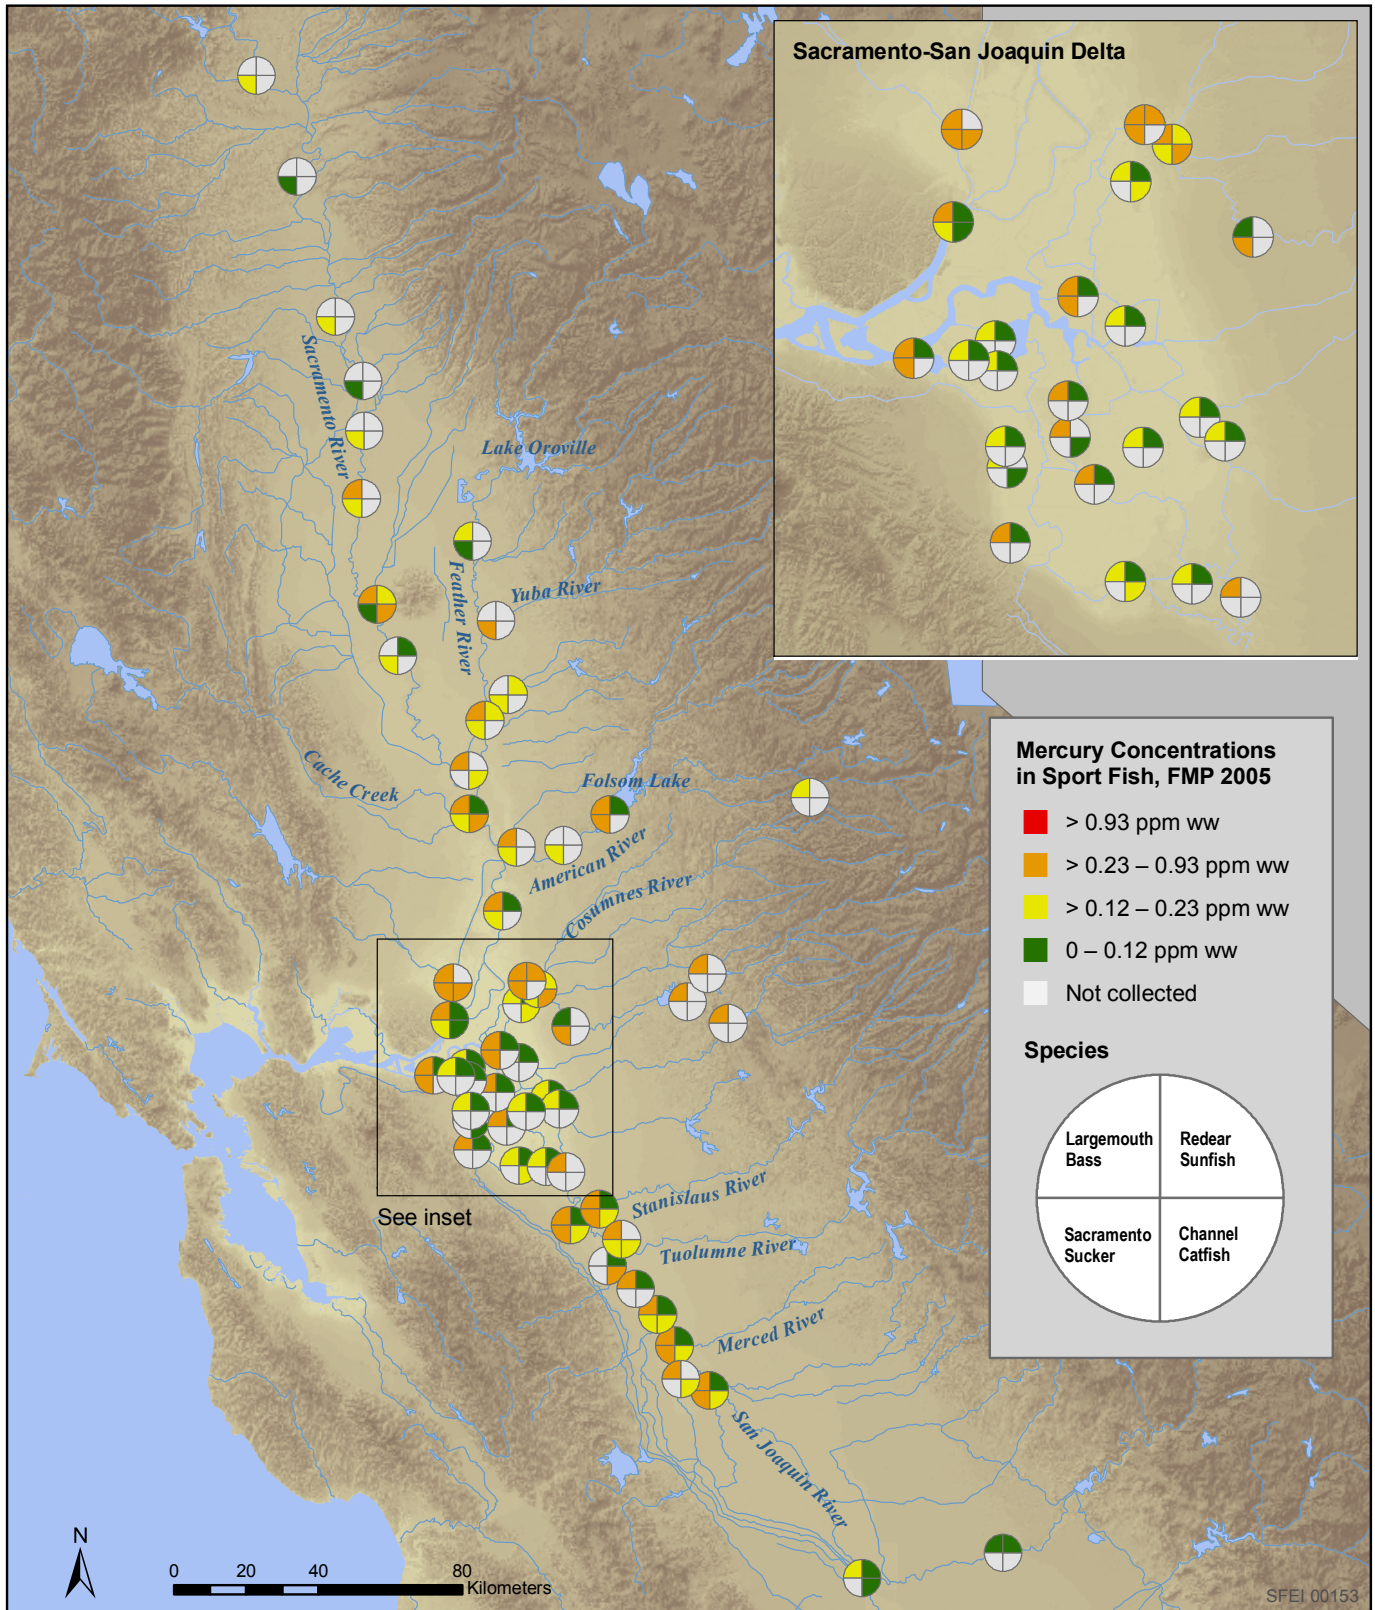 Sacramento-San Joaquin Delta
Sacramento River
Lake Oroville
Feather River
Yuba River
Cache Creek
Folsom Lake
American River
Cosumnes River
Mercury Concentrations
in Sport Fish, FMP 2005
> 0.93 ppm ww
> 0.23 – 0.93 ppm ww
> 0.12 – 0.23 ppm ww
0 – 0.12 ppm ww
Not collected
Species
Largemouth
Bass
Redear
Sunfish
Sacramento
Sucker
Channel
Catfish
See inset
Stanislaus River
Tuolumne River
Merced River
San Joaquin River
N
0 20 40 80
Kilometers
SFEI 00153